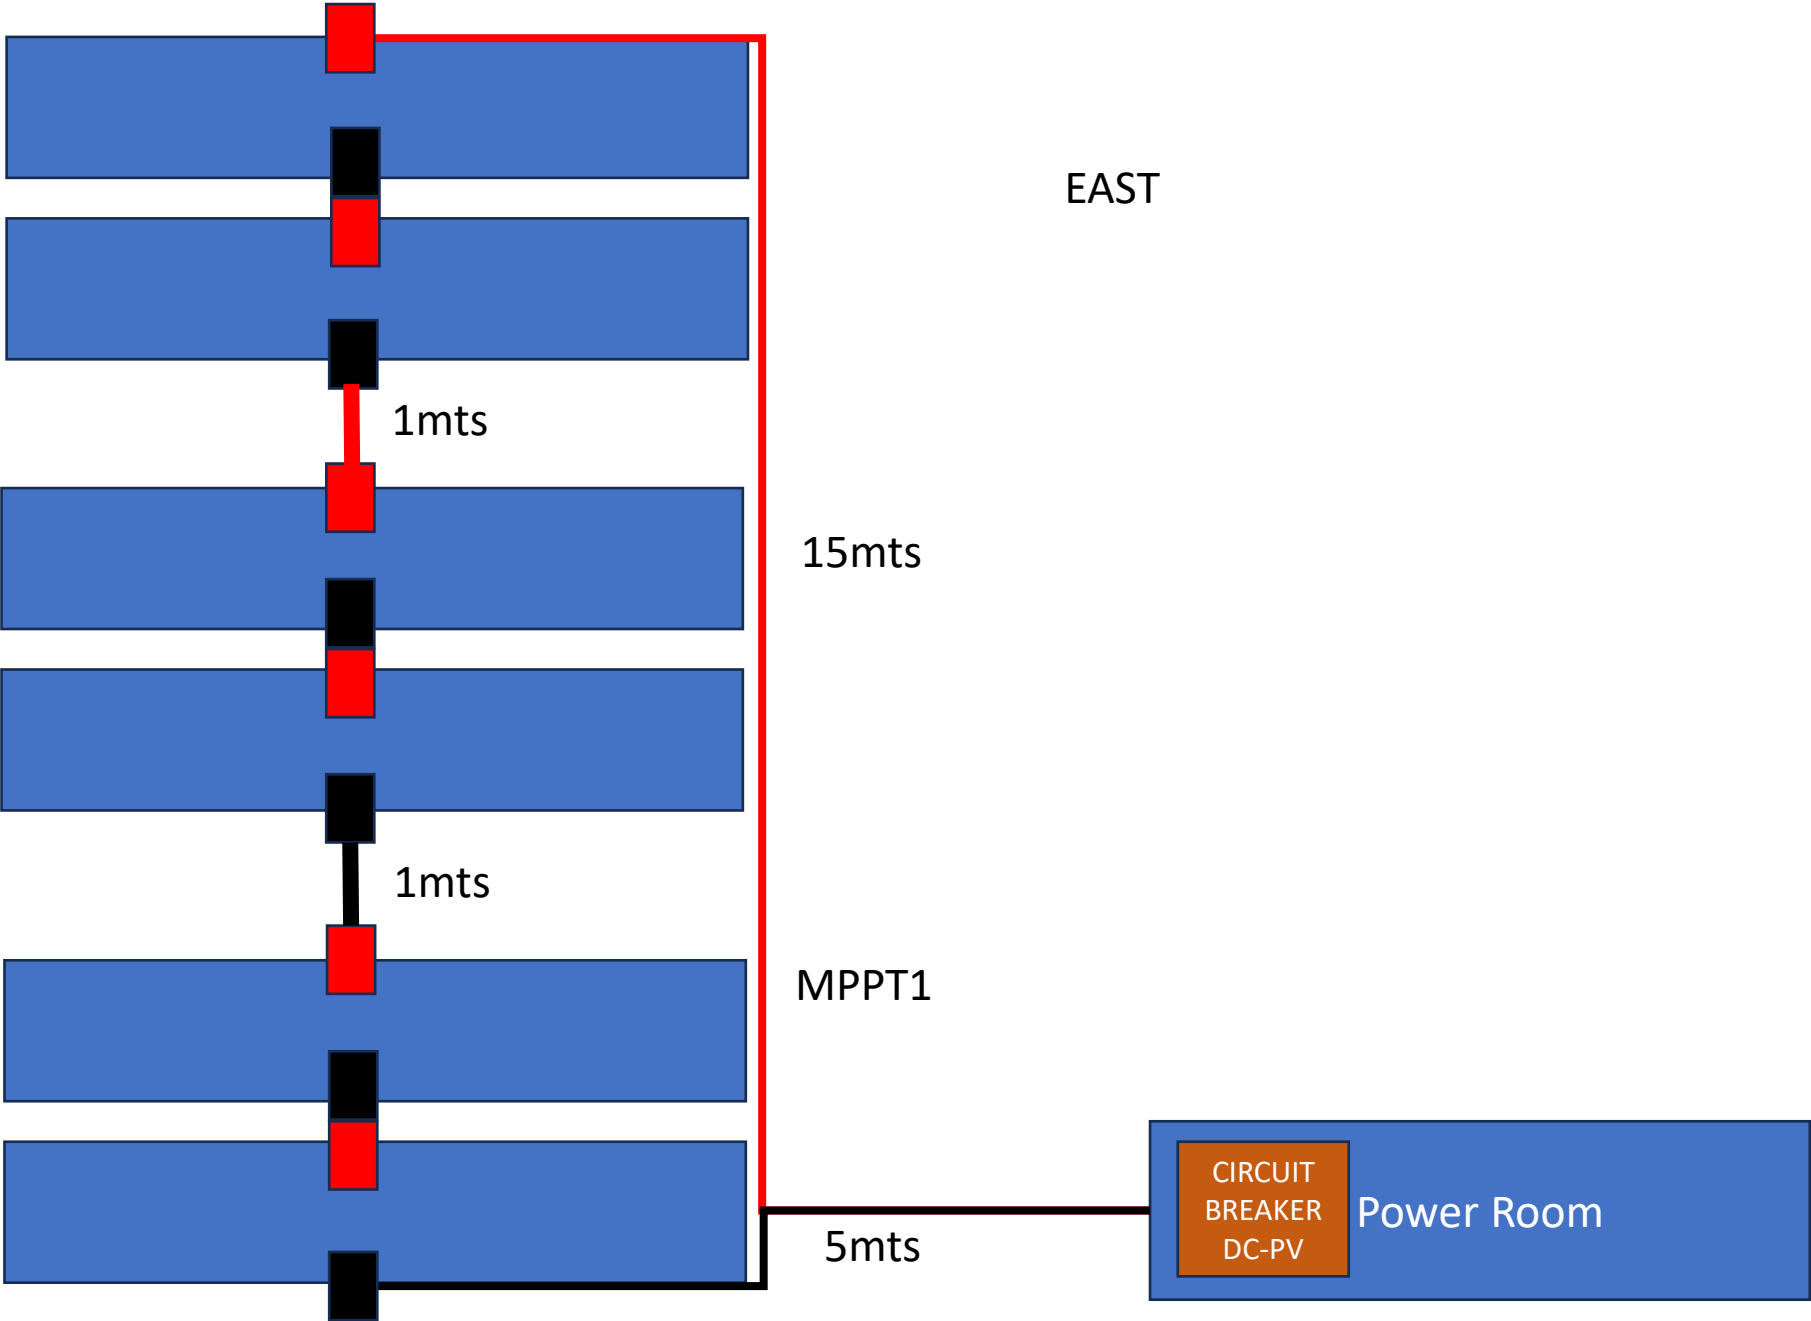 EAST
1mts
15mts
1mts
MPPT1
CIRCUIT
BREAKER
DC-PV
Power Room
5mts